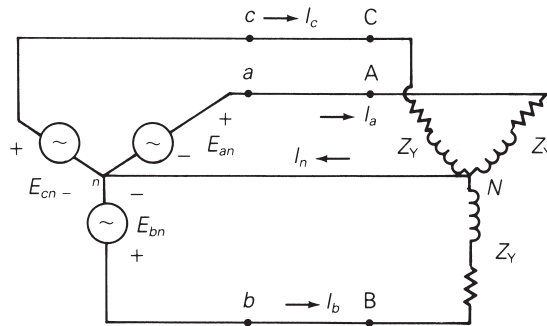 c → I_c C
a A
+ → I_a
+ − E_an I_n ← Z_Y Z_Y
E_cn − n − N
E_bn Z_Y
+
b → I_b B